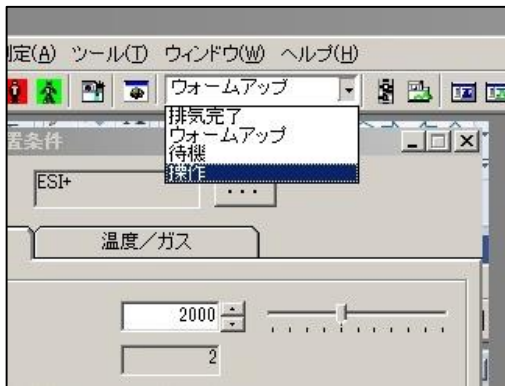 定(A) ツール(T) ウィンドウ(W) ヘルプ(H)
ウォームアップ
排気完了
ウォームアップ
待機
操作
置条件
ESI+
...
温度／ガス
2000
2